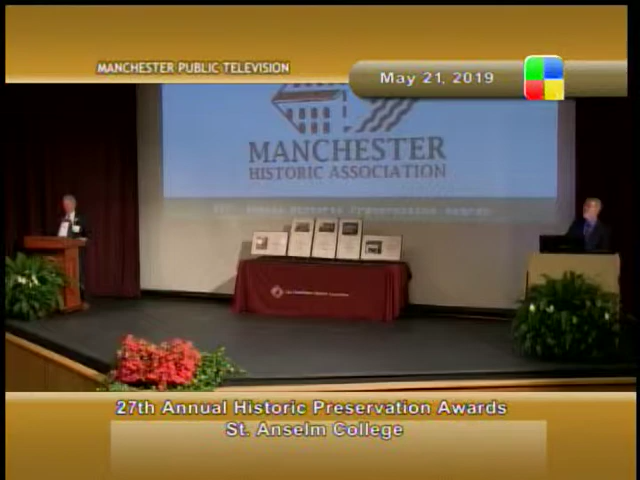 MANCHESTER PUBLIC TELEVISION
May 21, 2019
MANCHESTER
HISTORIC ASSOCIATION
27th Annual Historic Preservation Awards
St. Anselm College